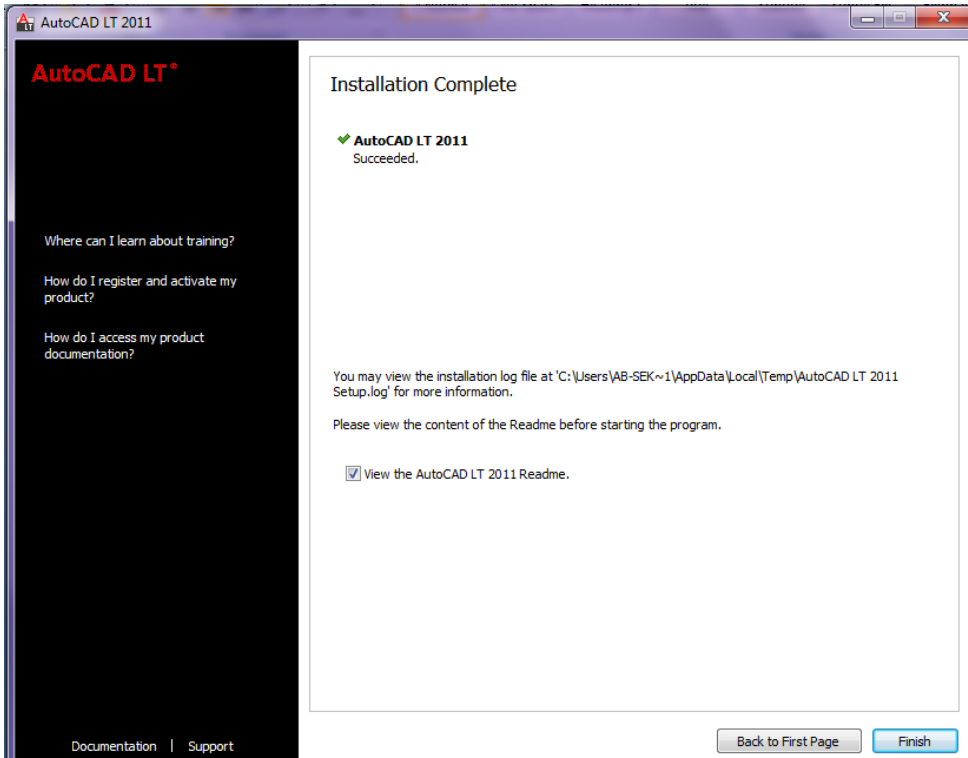 AutoCAD LT 2011
AutoCAD LT®
Where can I learn about training?
How do I register and activate my
product?
How do I access my product
documentation?
Documentation | Support
Installation Complete
AutoCAD LT 2011
Succeeded.
You may view the installation log file at 'C:\Users\AB-SEK~1\AppData\Local\Temp\AutoCAD LT 2011
Setup.log' for more information.
Please view the content of the Readme before starting the program.
View the AutoCAD LT 2011 Readme.
Back to First Page
Finish